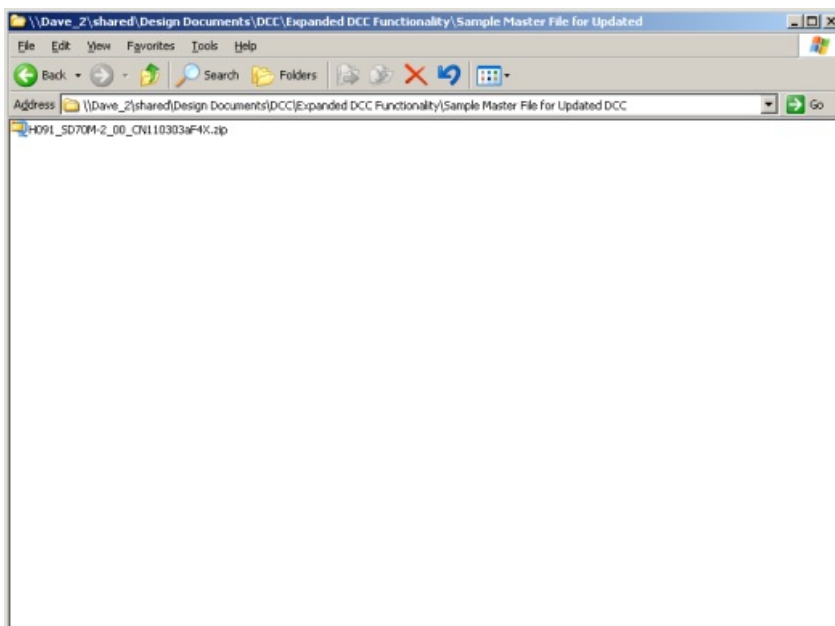 \\Dave_2\shared\Design Documents\DCC\Expanded DCC Functionality\Sample Master File for Updated
File Edit View Favorites Tools Help
Back Search Folders
Address \\Dave_2\shared\Design Documents\DCC\Expanded DCC Functionality\Sample Master File for Updated DCC Go
H091_SD70M-2_00_CN110303aF4X.zip